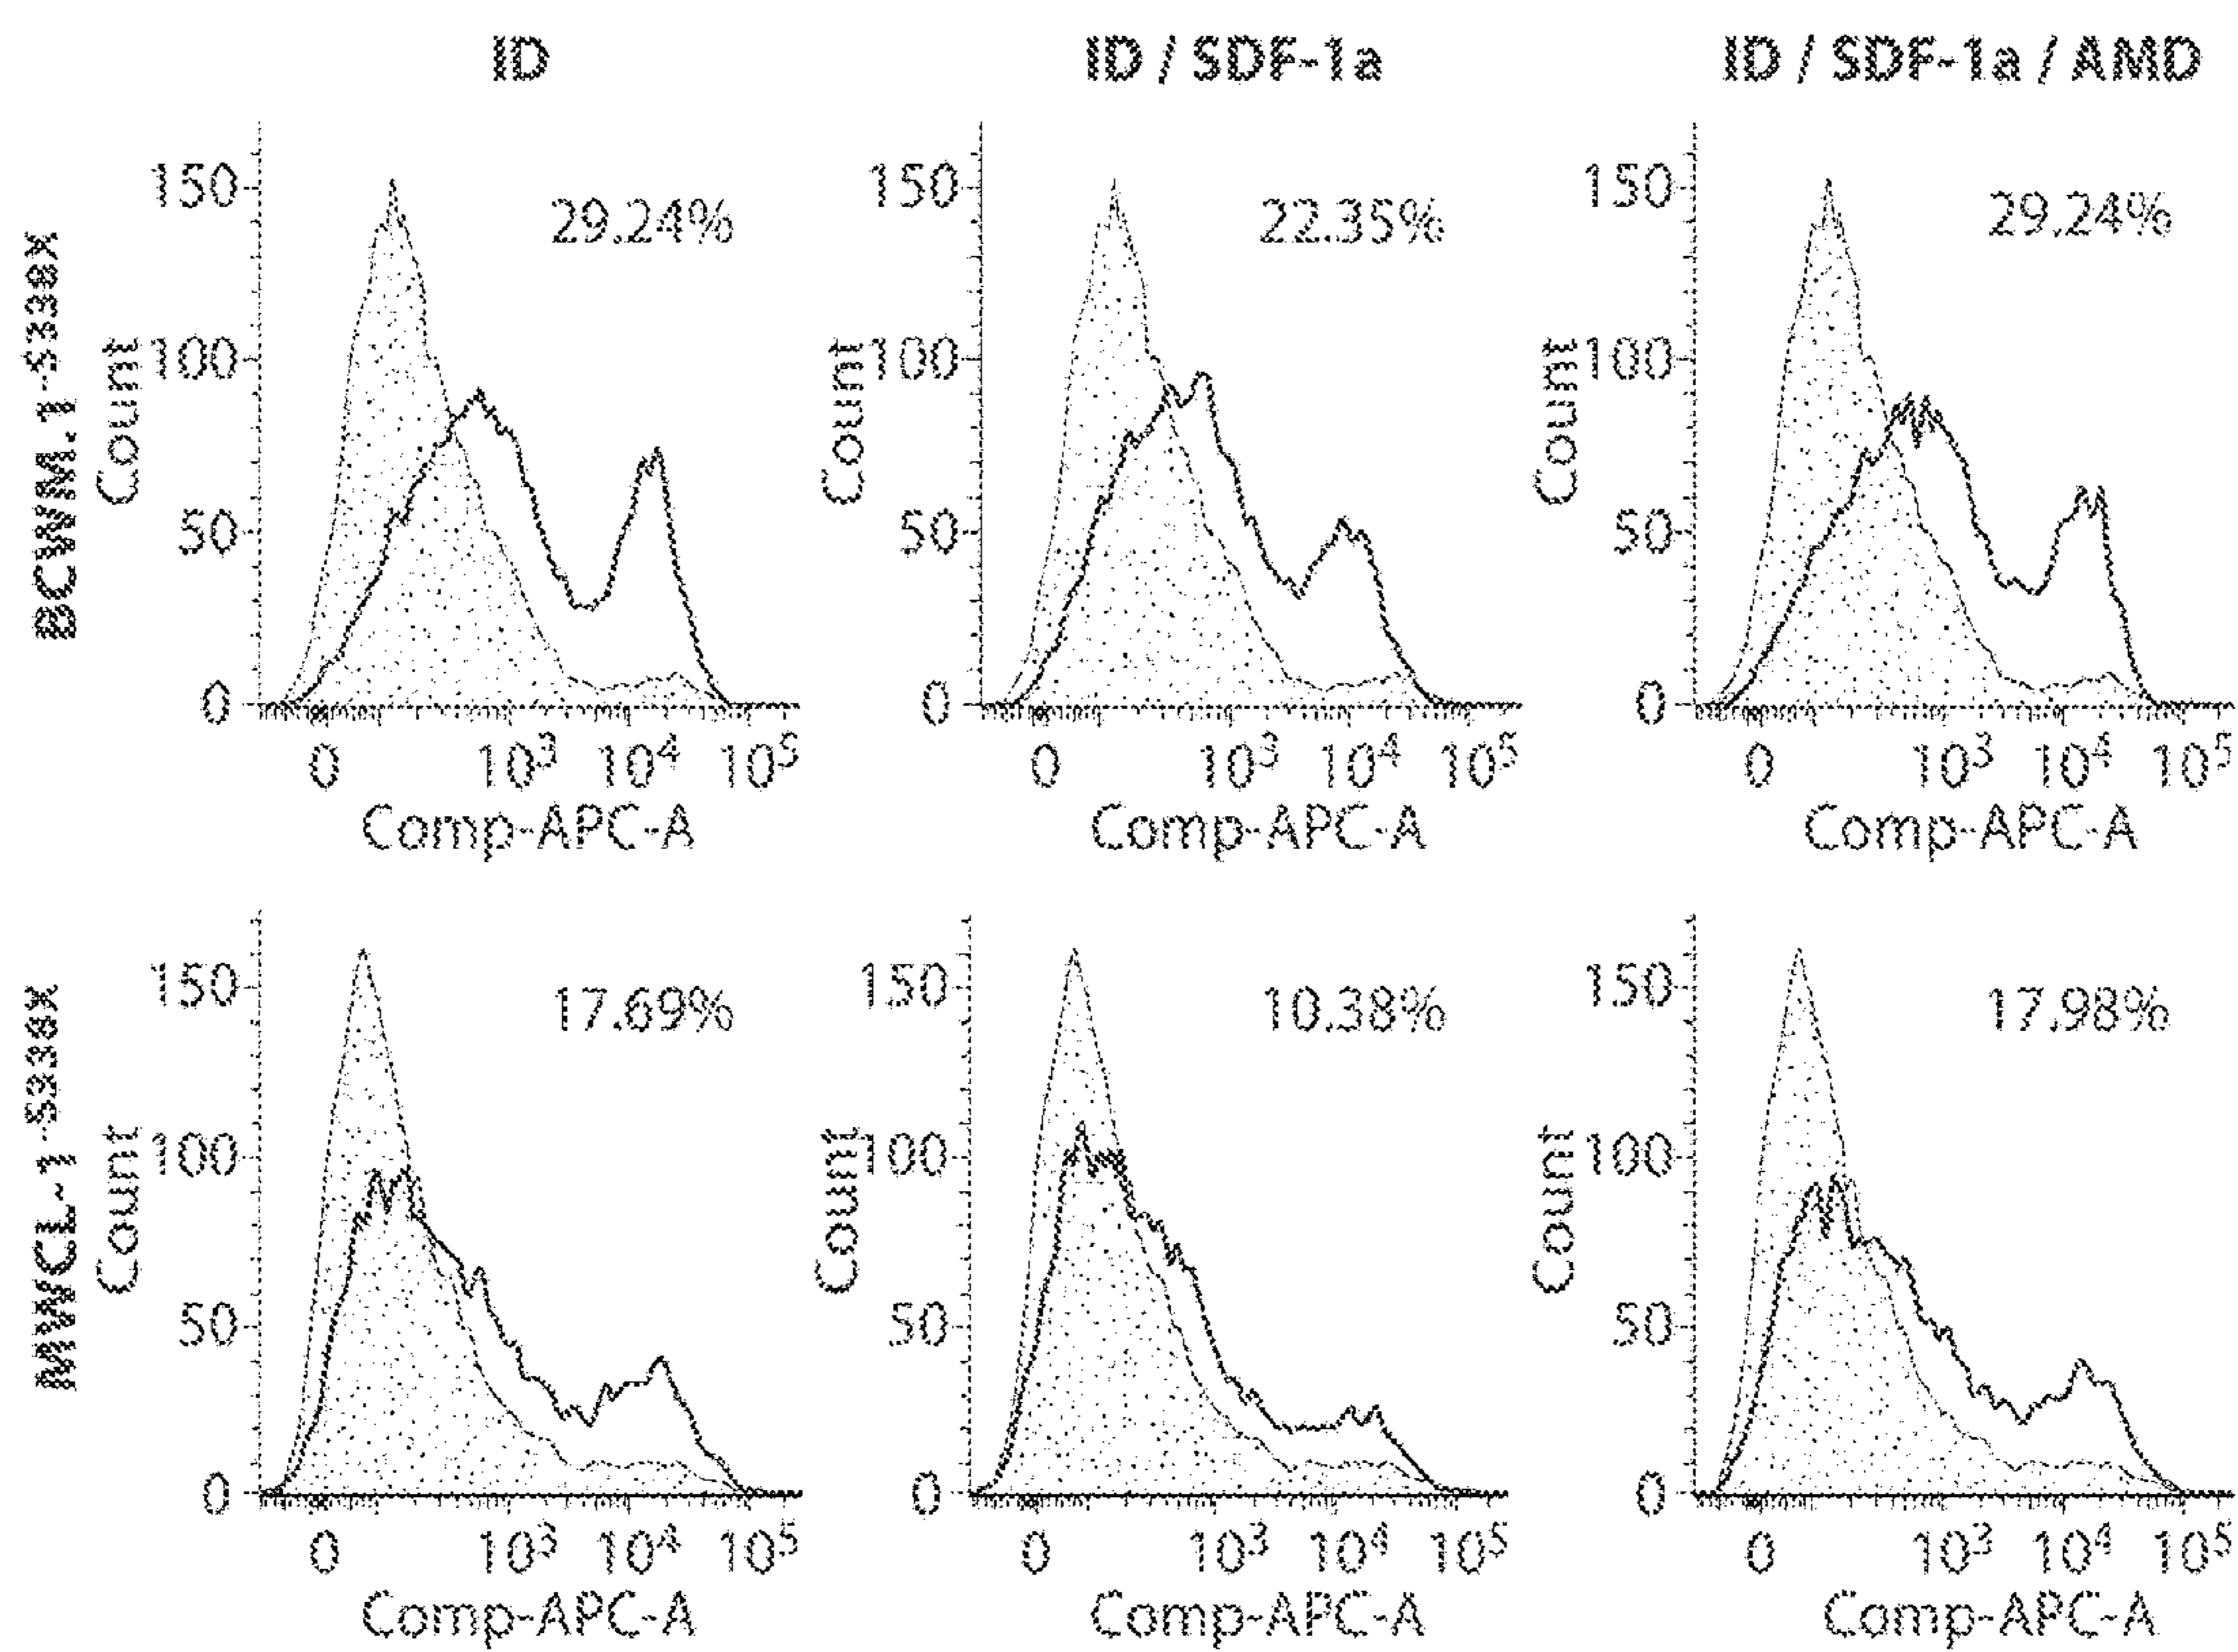 ID
ID / SDF-1a
ID / SDF-1a / AMD
BCWM.1 -S338X
Count
150
100
50
0
29.24%
0 10³ 10⁴ 10⁵
Comp-APC-A
Count
150
100
50
0
22.35%
0 10³ 10⁴ 10⁵
Comp-APC-A
Count
150
100
50
0
29.24%
0 10³ 10⁴ 10⁵
Comp-APC-A
MWCL-1 -S338X
Count
150
100
50
0
17.69%
0 10³ 10⁴ 10⁵
Comp-APC-A
Count
150
100
50
0
10.38%
0 10³ 10⁴ 10⁵
Comp-APC-A
Count
150
100
50
0
17.98%
0 10³ 10⁴ 10⁵
Comp-APC-A